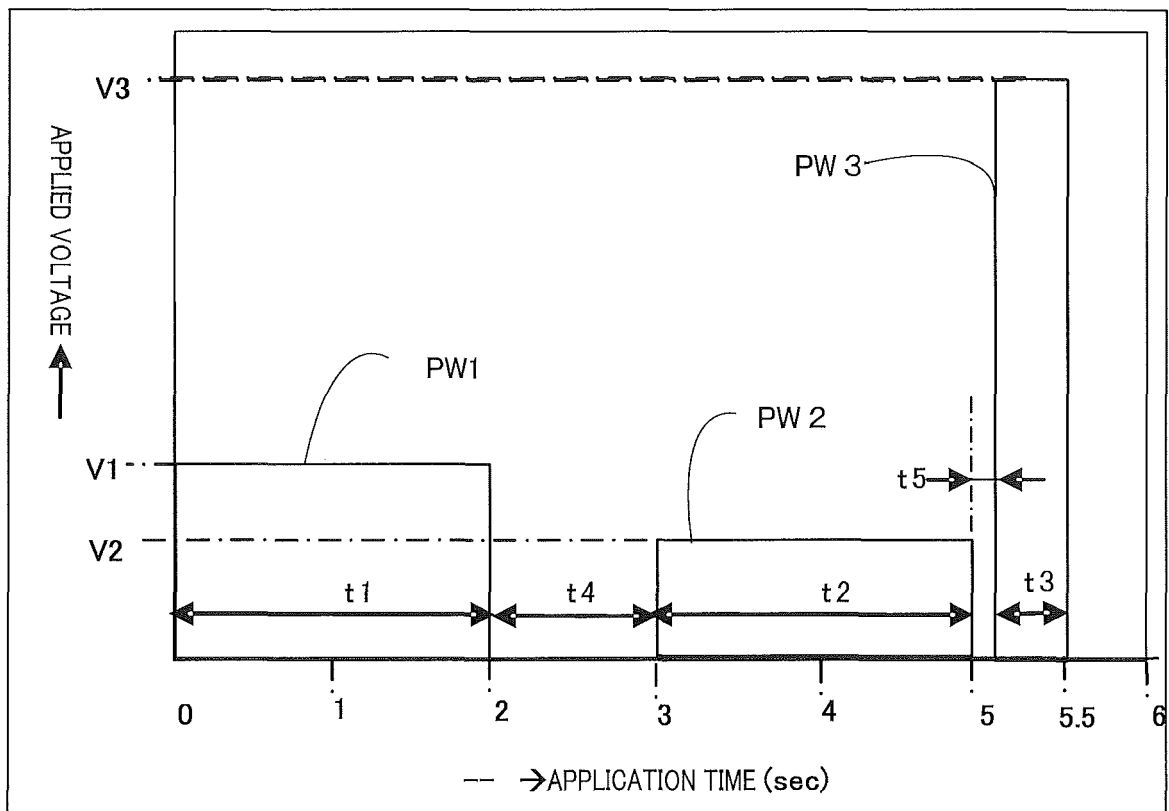 V3
APPLIED VOLTAGE
PW 3
PW1
PW 2
V1
t5
V2
t1
t4
t2
t3
0
1
2
3
4
5
5.5
6
-- →APPLICATION TIME (sec)